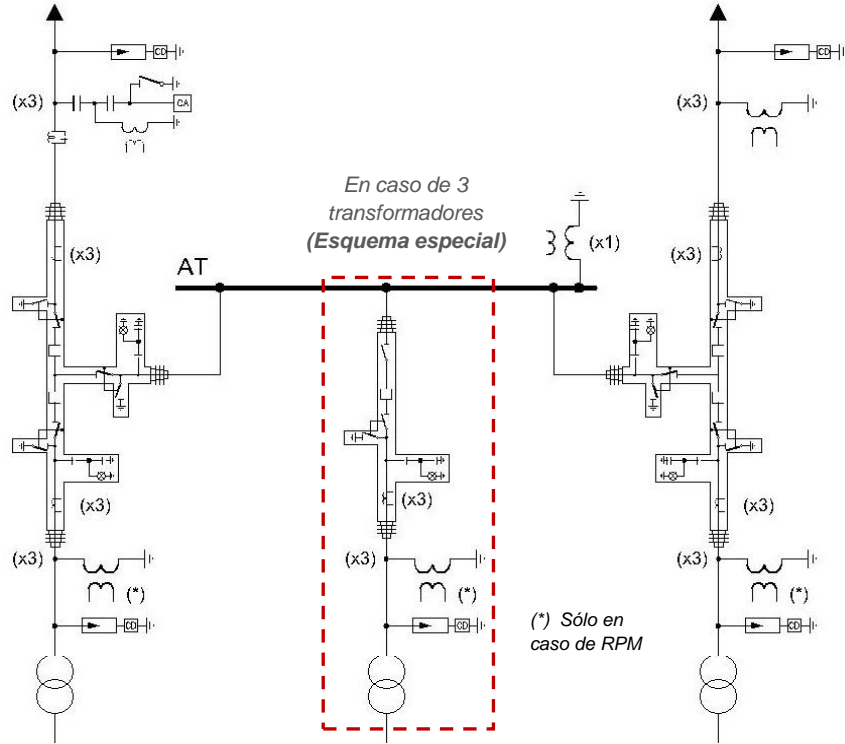 CD
CD
(x3)
CA
(x3)
En caso de 3
transformadores
(Esquema especial)
(x1)
(x3)
(x3)
AT
(x3)
(x3)
(x3)
(x3)
(x3)
(x3)
(*)
(*)
(*)
(*) Sólo en
caso de RPM
CD
CD
CD